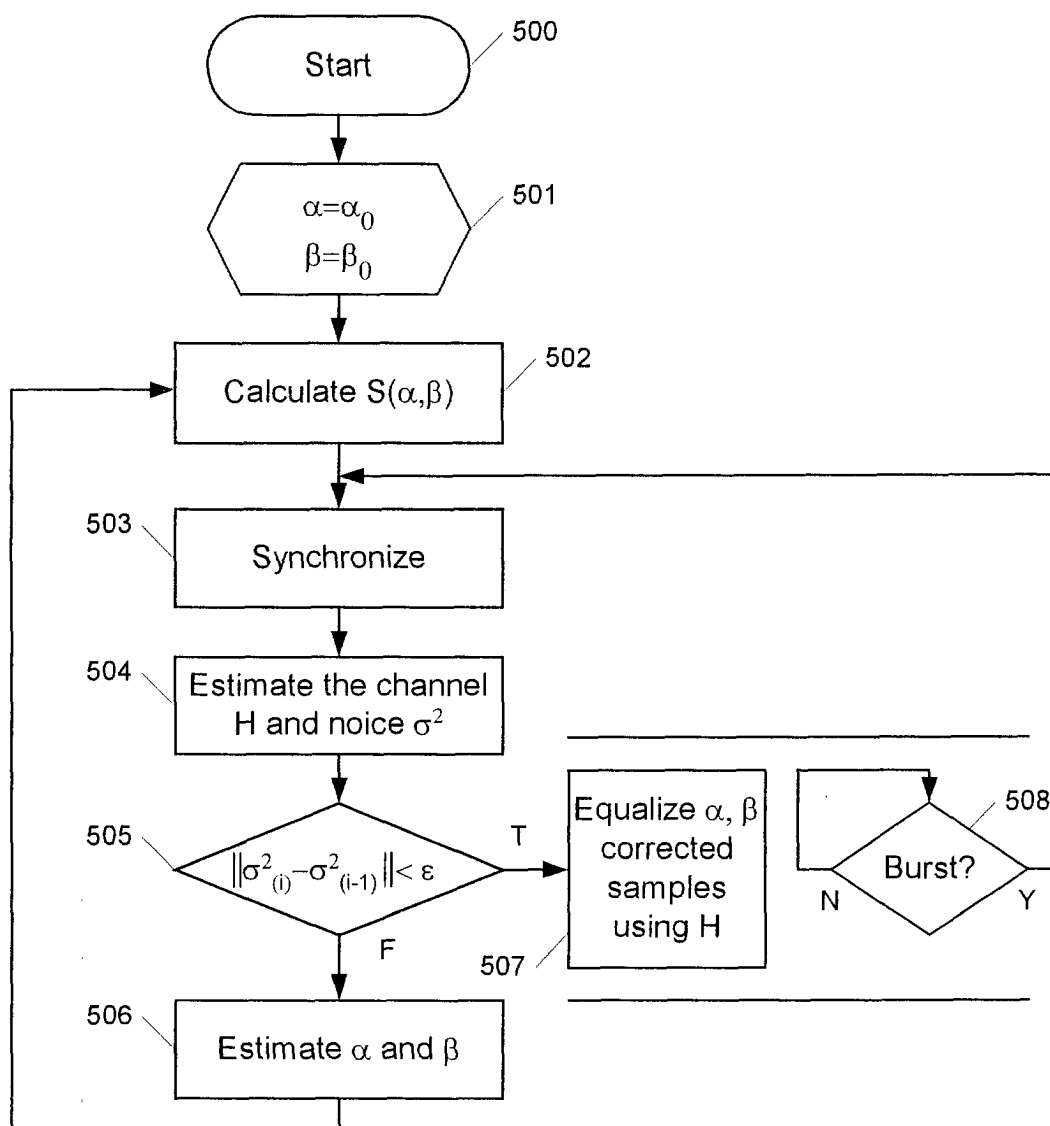 500
Start
501
α=α0
β=β0
502
Calculate S(α,β)
503
Synchronize
504
Estimate the channel
H and noice σ²
505
||σ²(i)−σ²(i-1)||< ε
T
F
Equalize α, β
corrected
samples
using H
507
508
Burst?
N
Y
506
Estimate α and β